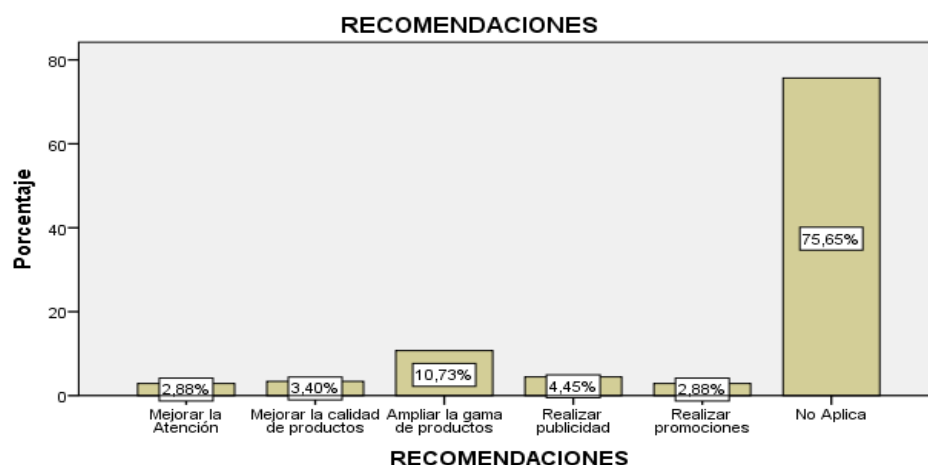 RECOMENDACIONES
80
60
40
20
0
Porcentaje
2,88%
3,40%
10,73%
4,45%
2,88%
75,65%
Mejorar la
Atención
Mejorar la calidad
de productos
Ampliar la gama
de productos
Realizar
publicidad
Realizar
promociones
No Aplica
RECOMENDACIONES